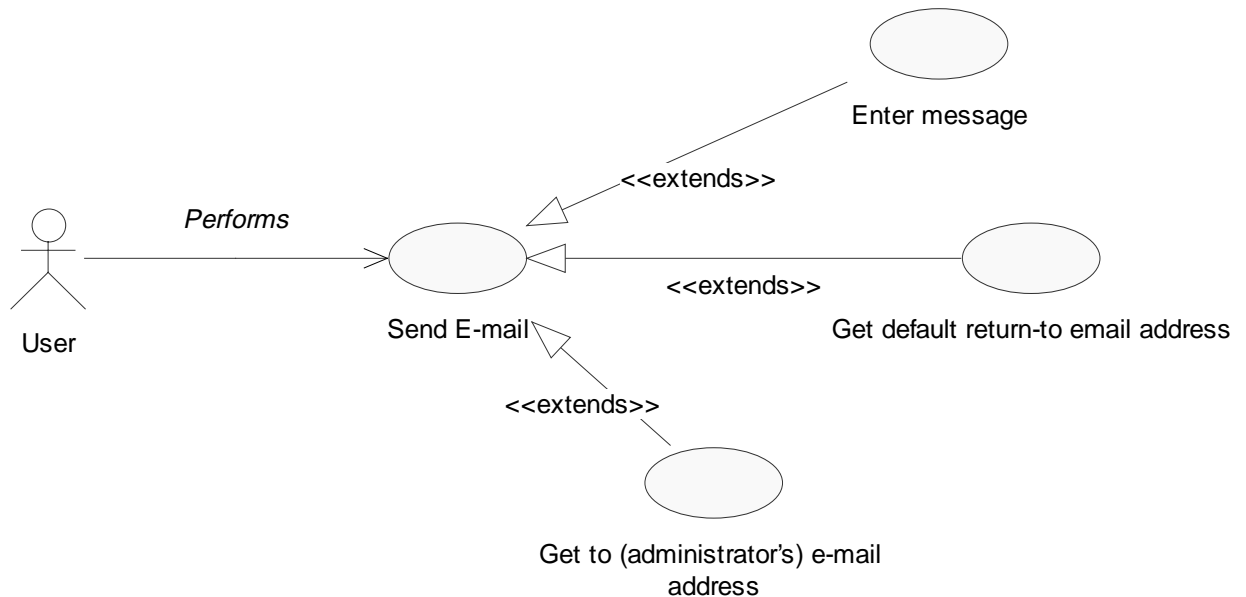 Enter message
<<extends>>
Performs
<<extends>>
User
Send E-mail
Get default return-to email address
<<extends>>
Get to (administrator's) e-mail
address